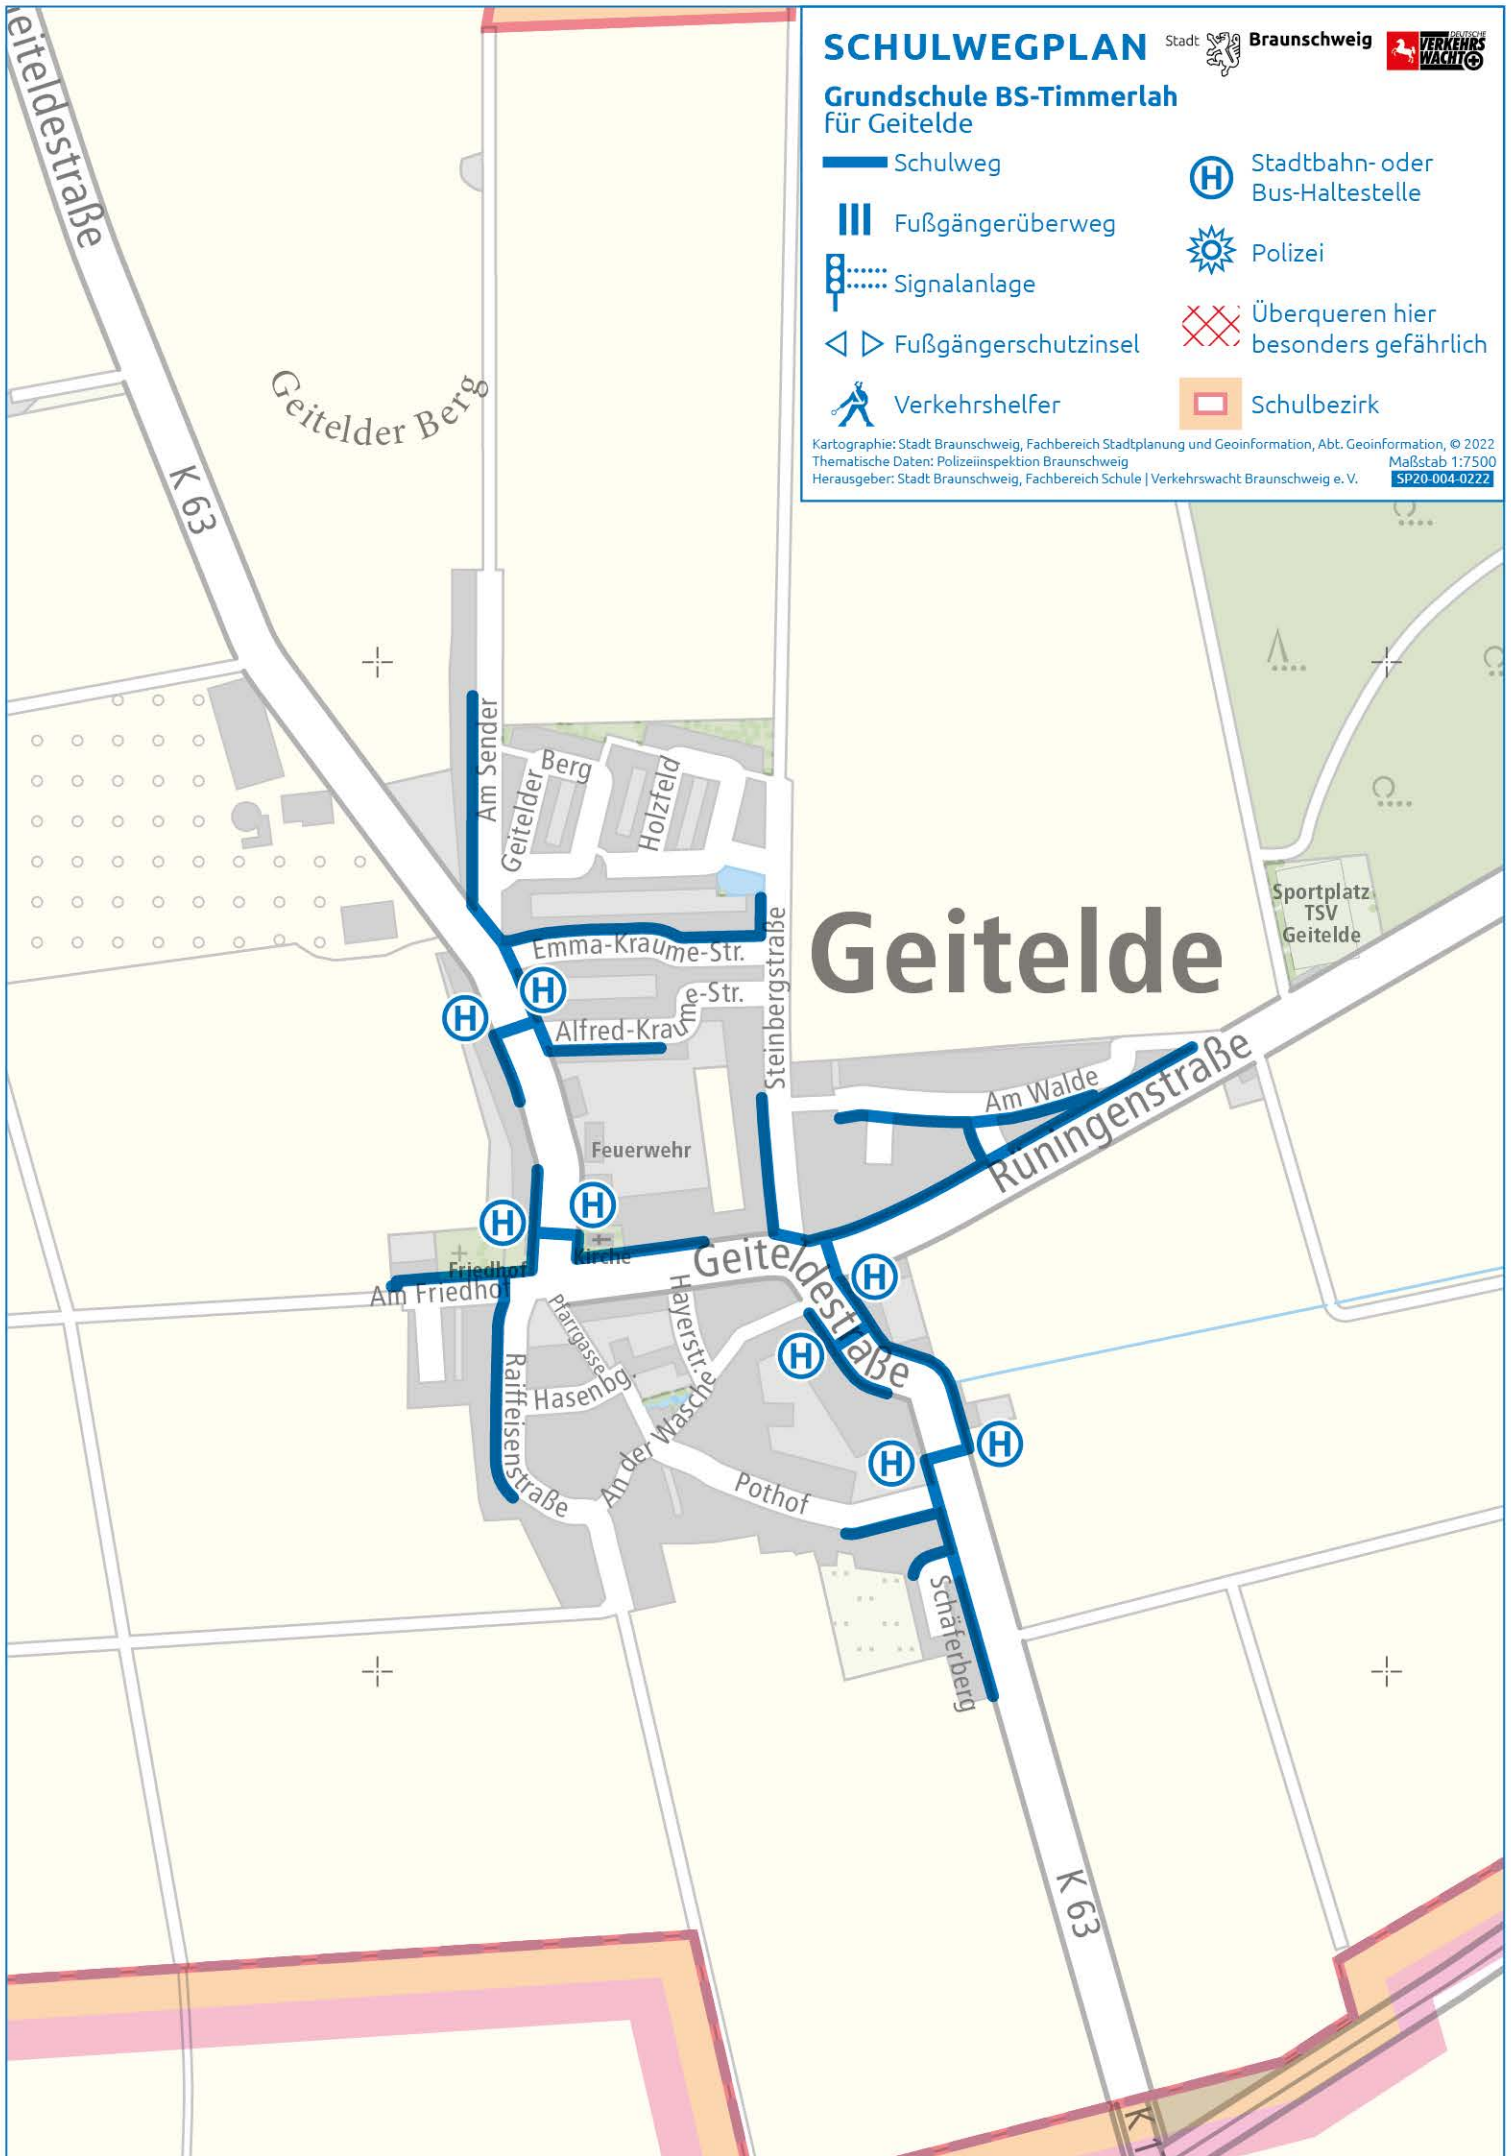 SCHULWEGPLAN
Stadt Braunschweig
DEUTSCHE
VERKEHRS
WACHT
Grundschule BS-Timmerlah
für Geitelde
Schulweg
Fußgängerüberweg
Signalanlage
Fußgängerschutzinsel
Verkehrshelfer
H
Stadtbahn- oder
Bus-Haltestelle
Polizei
Überqueren hier
besonders gefährlich
Schulbezirk
Kartographie: Stadt Braunschweig, Fachbereich Stadtplanung und Geoinformation, Abt. Geoinformation, © 2022
Thematische Daten: Polizeiinspektion Braunschweig
Maßstab 1:7500
Herausgeber: Stadt Braunschweig, Fachbereich Schule | Verkehrswacht Braunschweig e. V.
SP20-004-0222
eiteldestraße
Geitelder Berg
K 63
Am Sender
Geitelder Berg
Holzfeld
Sportplatz
TSV
Geitelde
Geitelde
Emma-Kraume-Str.
H
H
Alfred-Kraume-Str.
Steinbergstraße
Am Walde
Rüningenstraße
Feuerwehr
H
H
Kirche
Friedhof
Am Friedhof
Geiteldestraße
H
H
Pfarrgasse
Hayerstr.
Raiffeisenstraße
Hasenbg.
An der Wäsche
Pothof
H
H
Schäferberg
K 63
K 1